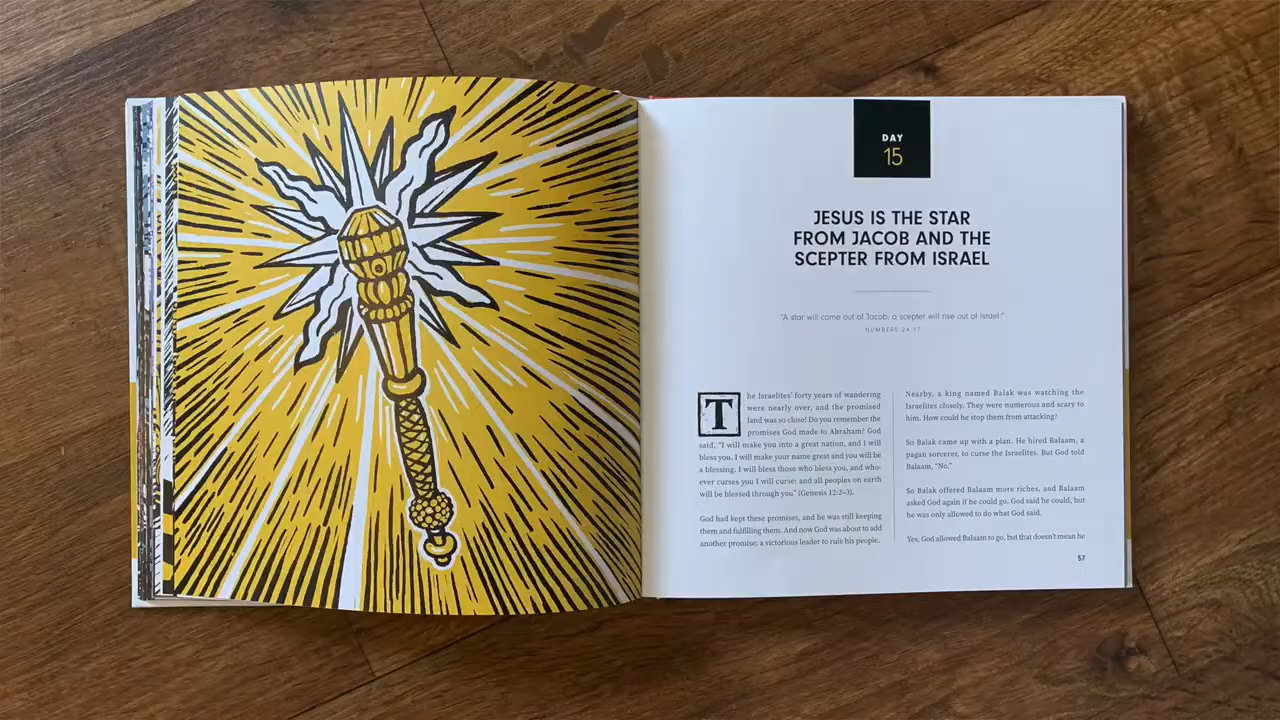 DAY
15
JESUS IS THE STAR
FROM JACOB AND THE
SCEPTER FROM ISRAEL
"A star will come out of Jacob; a scepter will rise out of Israel."
NUMBERS 24:17
The Israelites' forty years of wandering
were nearly over, and the promised
land was so close! Do you remember the
promises God made to Abraham? God
said, "I will make you into a great nation, and I will
bless you. I will make your name great and you will be
a blessing. I will bless those who bless you, and who-
ever curses you I will curse; and all peoples on earth
will be blessed through you" (Genesis 12:2–3).
God had kept these promises, and he was still keeping
them and fulfilling them. And now God was about to add
another promise: a victorious leader to rule his people.
Nearby, a king named Balak was watching the
Israelites closely. They were numerous and scary to
him. How could he stop them from attacking?
So Balak came up with a plan. He hired Balaam, a
pagan sorcerer, to curse the Israelites. But God told
Balaam, "No."
So Balak offered Balaam more riches, and Balaam
asked God again if he could go. God said he could, but
he was only allowed to do what God said.
Yes, God allowed Balaam to go, but that doesn't mean he
57